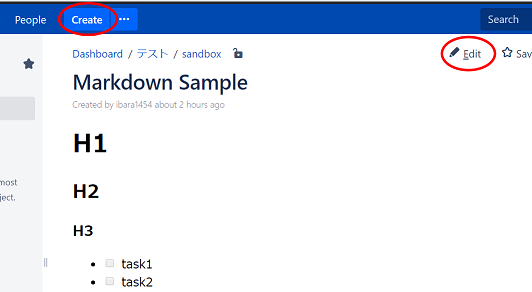 People Create ••• Search
Dashboard / テスト / sandbox
Edit Sav
Markdown Sample
Created by ibara1454 about 2 hours ago
H1
H2
most
ject.
H3
task1
task2